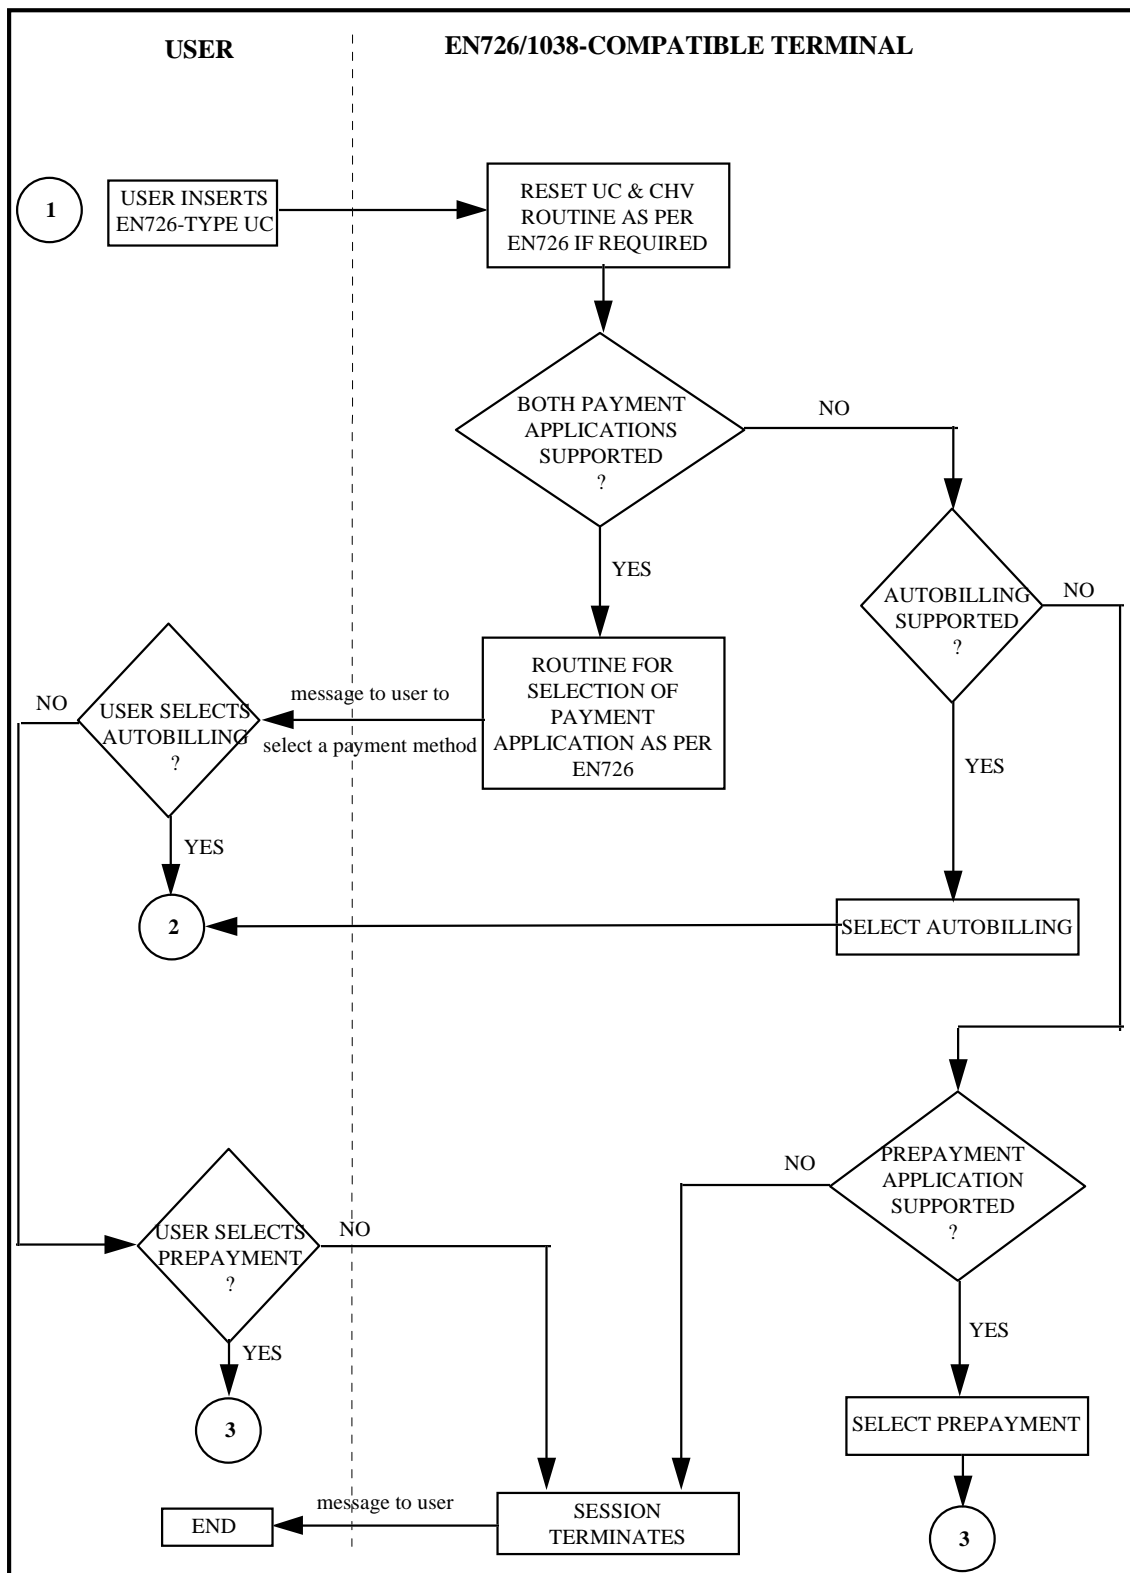 USER
EN726/1038-COMPATIBLE TERMINAL
1
USER INSERTS
EN726-TYPE UC
RESET UC & CHV
ROUTINE AS PER
EN726 IF REQUIRED
BOTH PAYMENT
APPLICATIONS
SUPPORTED
?
NO
YES
AUTOBILLING
SUPPORTED
?
NO
YES
ROUTINE FOR
SELECTION OF
PAYMENT
APPLICATION AS PER
EN726
message to user to
select a payment method
USER SELECTS
AUTOBILLING
?
NO
YES
2
SELECT AUTOBILLING
PREPAYMENT
APPLICATION
SUPPORTED
?
NO
YES
USER SELECTS
PREPAYMENT
?
NO
YES
3
SELECT PREPAYMENT
3
SESSION
TERMINATES
message to user
END